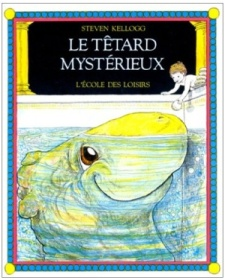 STEVEN KELLOGG
LE TÊTARD
MYSTÉRIEUX
L'ÉCOLE DES LOISIRS